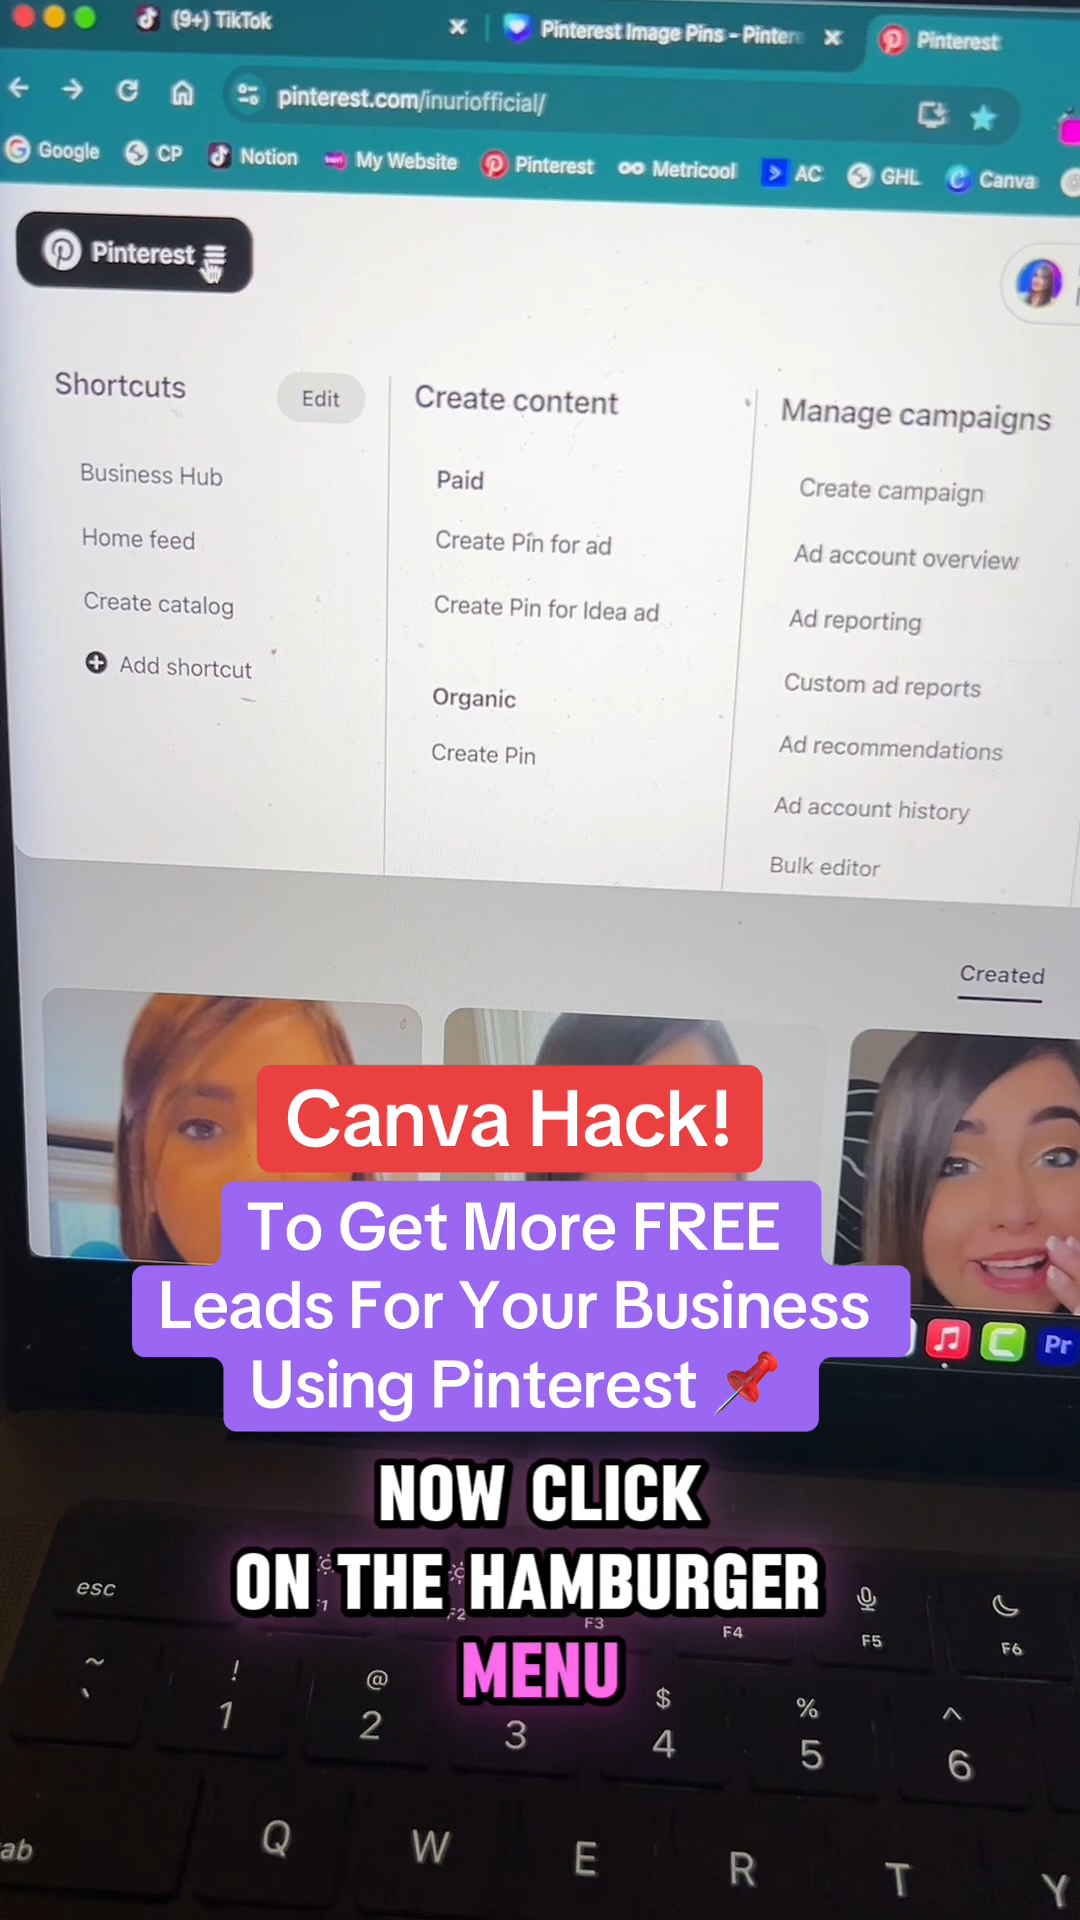 (9+) TikTok
Pinterest Image Pins - Pinter
Pinterest
pinterest.com/inuriofficial/
Google
CP
Notion
My Website
Pinterest
Metricool
AC
GHL
Canva
Pinterest
Shortcuts
Edit
Business Hub
Home feed
Create catalog
Add shortcut
Create content
Paid
Create Pin for ad
Create Pin for Idea ad
Organic
Create Pin
Manage campaigns
Create campaign
Ad account overview
Ad reporting
Custom ad reports
Ad recommendations
Ad account history
Bulk editor
Created
Canva Hack!
To Get More FREE
Leads For Your Business
Using Pinterest 📌
Pr
NOW CLICK
ON THE HAMBURGER
MENU
esc
F1
F2
F3
F4
F5
F6
~
`
!
1
@
2
3
$
4
%
5
^
6
ab
Q
W
E
R
T
Y